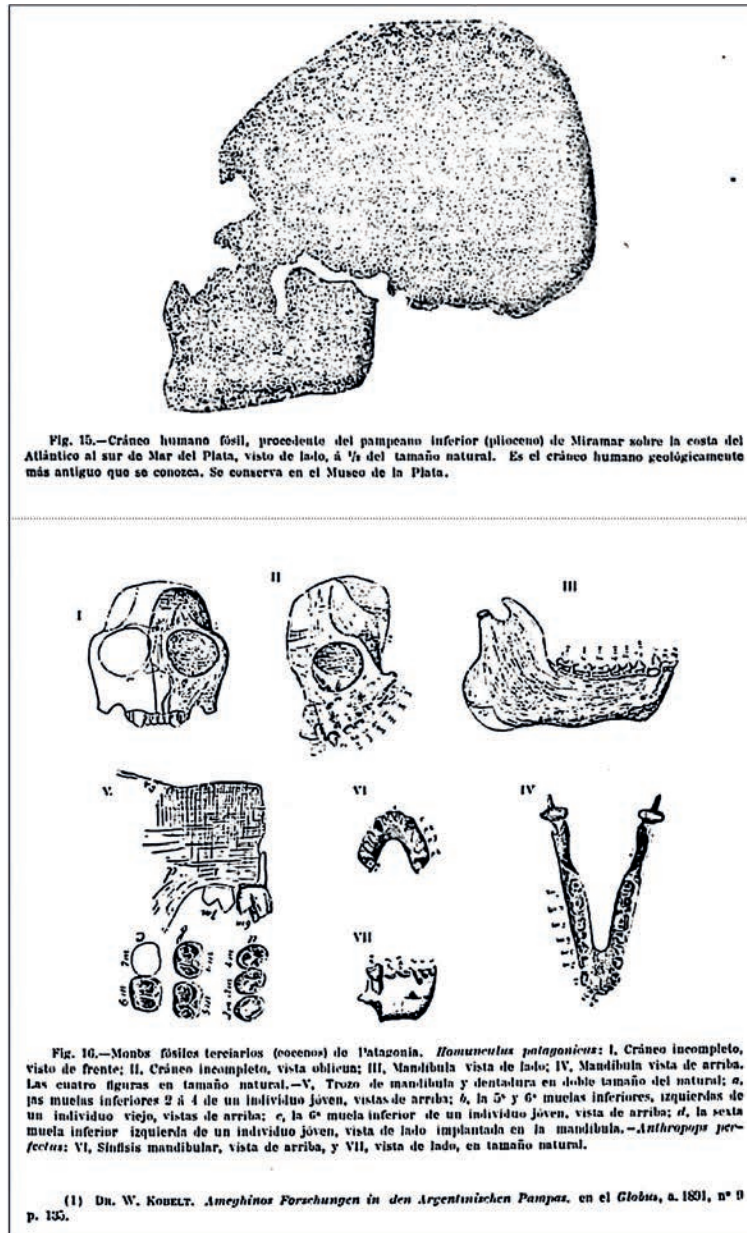 Fig. 15.—Cráneo humano fósil, procedente del pampeano inferior (plioceno) de Miramar sobre la costa del
Atlántico al sur de Mar del Plata, visto de lado, á 1/2 del tamaño natural. Es el cráneo humano geológicamente
más antiguo que se conozca. Se conserva en el Museo de la Plata.
I
II
III
V.
VI
IV
VII
Fig. 16.—Monos fósiles terciarios (eocenos) de Patagonia. Homunculus patagonicus: I, Cráneo incompleto,
visto de frente; II, Cráneo incompleto, vista oblicua; III, Mandíbula vista de lado; IV, Mandíbula vista de arriba.
Las cuatro figuras en tamaño natural.—V, Trozo de mandíbula y dentadura en doble tamaño del natural; a,
las muelas inferiores 2 á 4 de un individuo jóven, vistas de arriba; b, la 5ª y 6ª muelas inferiores, izquierdas de
un individuo viejo, vistas de arriba; c, la 6ª muela inferior de un individuo jóven, vista de arriba; d, la sexta
muela inferior izquierda de un individuo jóven, vista de lado implantada en la mandíbula.—Anthropops per-
fectus: VI, Sínfisis mandibular, vista de arriba, y VII, vista de lado, en tamaño natural.
(1) DR. W. KOBELT. Ameghinos Forschungen in den Argentinischen Pampas, en el Globus, a. 1891, nº 9
p. 135.